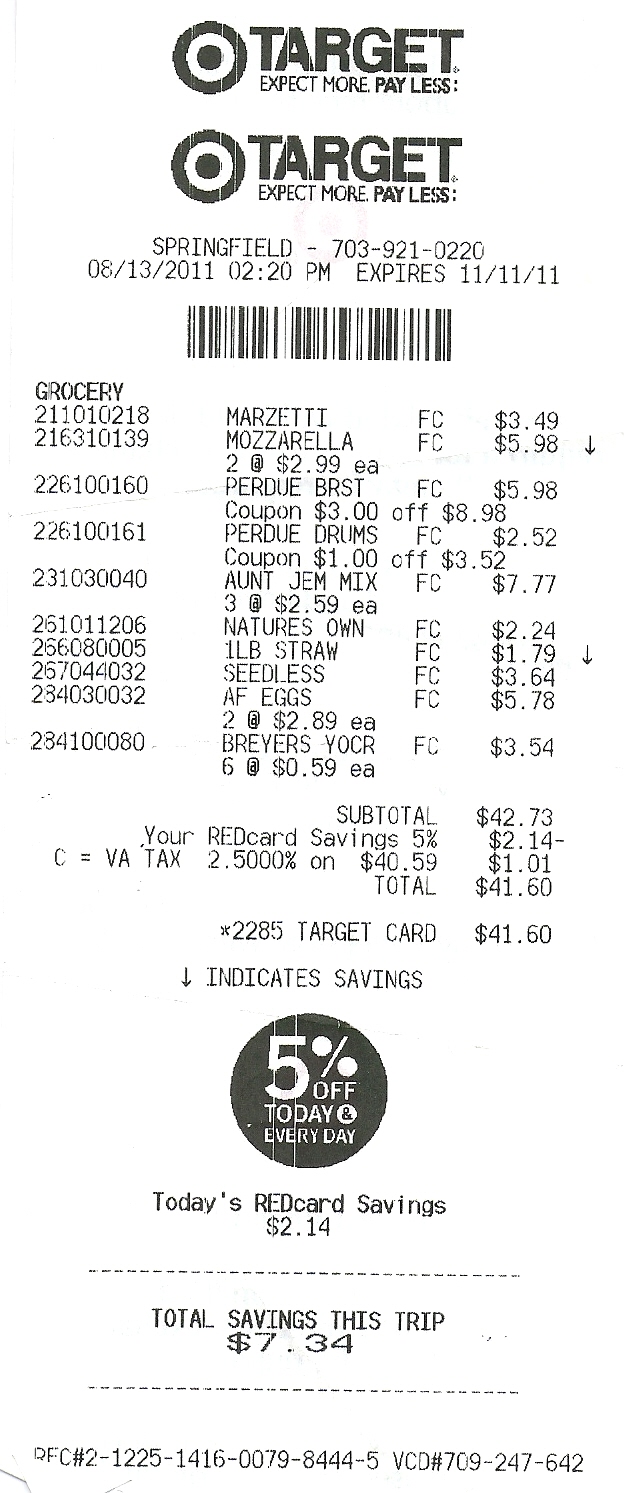 TARGET
EXPECT MORE. PAY LESS.
TARGET
EXPECT MORE. PAY LESS.
SPRINGFIELD - 703-921-0220
08/13/2011 02:20 PM EXPIRES 11/11/11
GROCERY
211010218 MARZETTI FC $3.49
216310139 MOZZARELLA FC $5.98 ↓
2 @ $2.99 ea
226100160 PERDUE BRST FC $5.98
Coupon $3.00 off $8.98
226100161 PERDUE DRUMS FC $2.52
Coupon $1.00 off $3.52
231030040 AUNT JEM MIX FC $7.77
3 @ $2.59 ea
261011206 NATURES OWN FC $2.24
266080005 1LB STRAW FC $1.79 ↓
267044032 SEEDLESS FC $3.64
284030032 AF EGGS FC $5.78
2 @ $2.89 ea
284100080 BREYERS YOCR FC $3.54
6 @ $0.59 ea
SUBTOTAL $42.73
Your REDcard Savings 5% $2.14-
C = VA TAX 2.5000% on $40.59 $1.01
TOTAL $41.60
*2285 TARGET CARD $41.60
↓ INDICATES SAVINGS
5%
OFF
TODAY &
EVERY DAY
Today's REDcard Savings
$2.14
TOTAL SAVINGS THIS TRIP
$7.34
REC#2-1225-1416-0079-8444-5 VCD#709-247-642